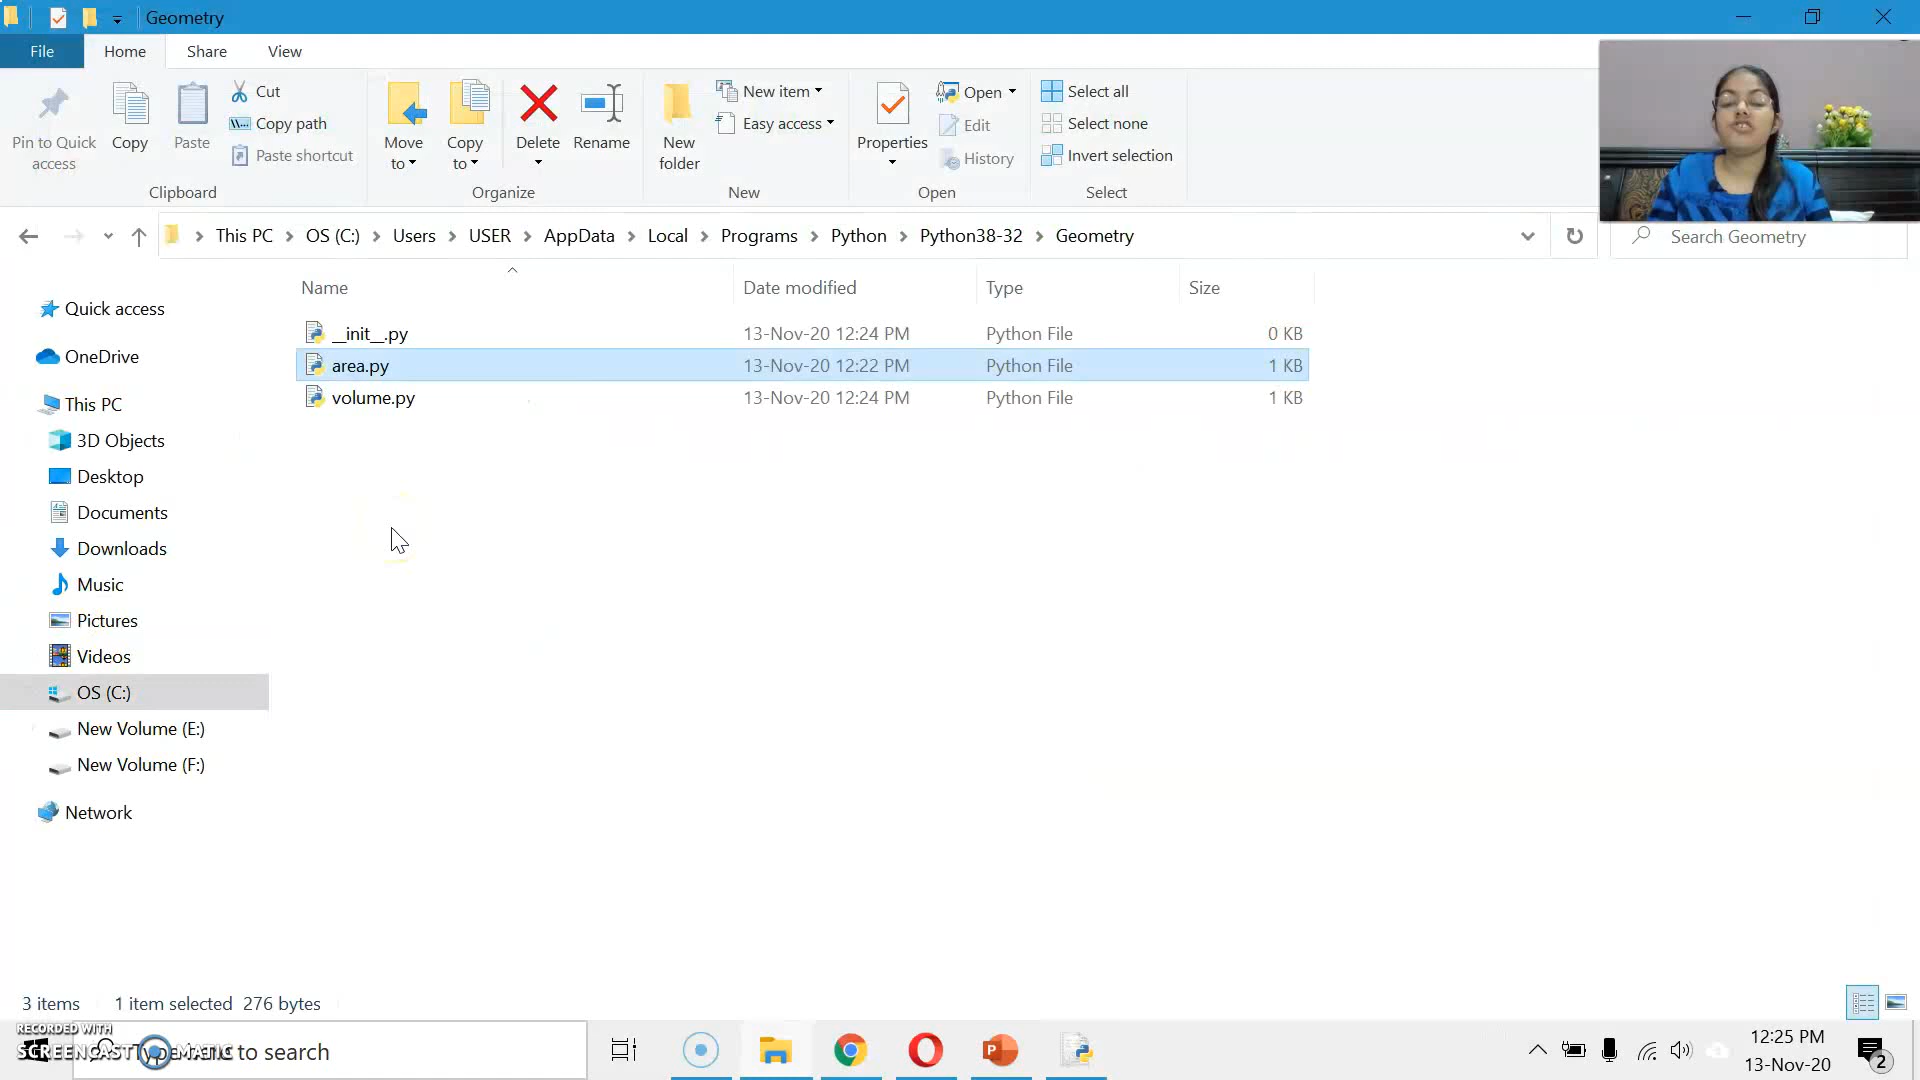 Geometry
File
Home
Share
View
Pin to Quick access
Copy
Paste
Cut
Copy path
Paste shortcut
Clipboard
Move to
Copy to
Delete
Rename
Organize
New folder
New item
Easy access
New
Properties
Open
Edit
History
Open
Select all
Select none
Invert selection
Select
This PC
OS (C:)
Users
USER
AppData
Local
Programs
Python
Python38-32
Geometry
Search Geometry
Name
Date modified
Type
Size
__init__.py 13-Nov-20 12:24 PM Python File 0 KB
area.py 13-Nov-20 12:22 PM Python File 1 KB
volume.py 13-Nov-20 12:24 PM Python File 1 KB
Quick access
OneDrive
This PC
3D Objects
Desktop
Documents
Downloads
Music
Pictures
Videos
OS (C:)
New Volume (E:)
New Volume (F:)
Network
3 items 1 item selected 276 bytes
RECORDED WITH
SCREENCAST MATIC
Type here to search
P
12:25 PM
13-Nov-20
2